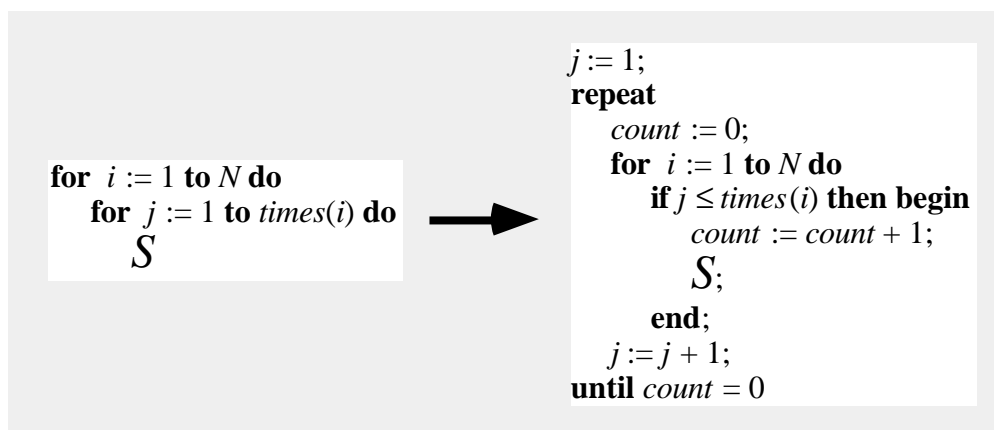 for i := 1 to N do
for j := 1 to times(i) do
S
j := 1;
repeat
count := 0;
for i := 1 to N do
if j ≤ times(i) then begin
count := count + 1;
S;
end;
j := j + 1;
until count = 0